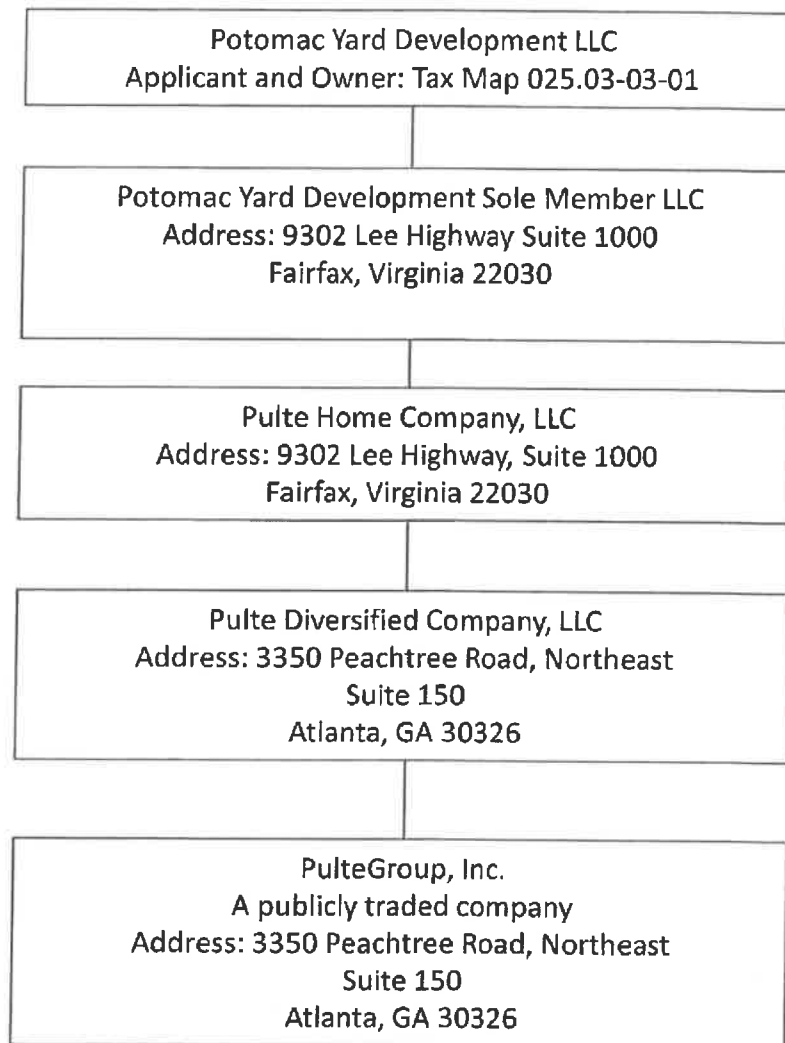 Potomac Yard Development LLC
Applicant and Owner: Tax Map 025.03-03-01
Potomac Yard Development Sole Member LLC
Address: 9302 Lee Highway Suite 1000
Fairfax, Virginia 22030
Pulte Home Company, LLC
Address: 9302 Lee Highway, Suite 1000
Fairfax, Virginia 22030
Pulte Diversified Company, LLC
Address: 3350 Peachtree Road, Northeast
Suite 150
Atlanta, GA 30326
PulteGroup, Inc.
A publicly traded company
Address: 3350 Peachtree Road, Northeast
Suite 150
Atlanta, GA 30326